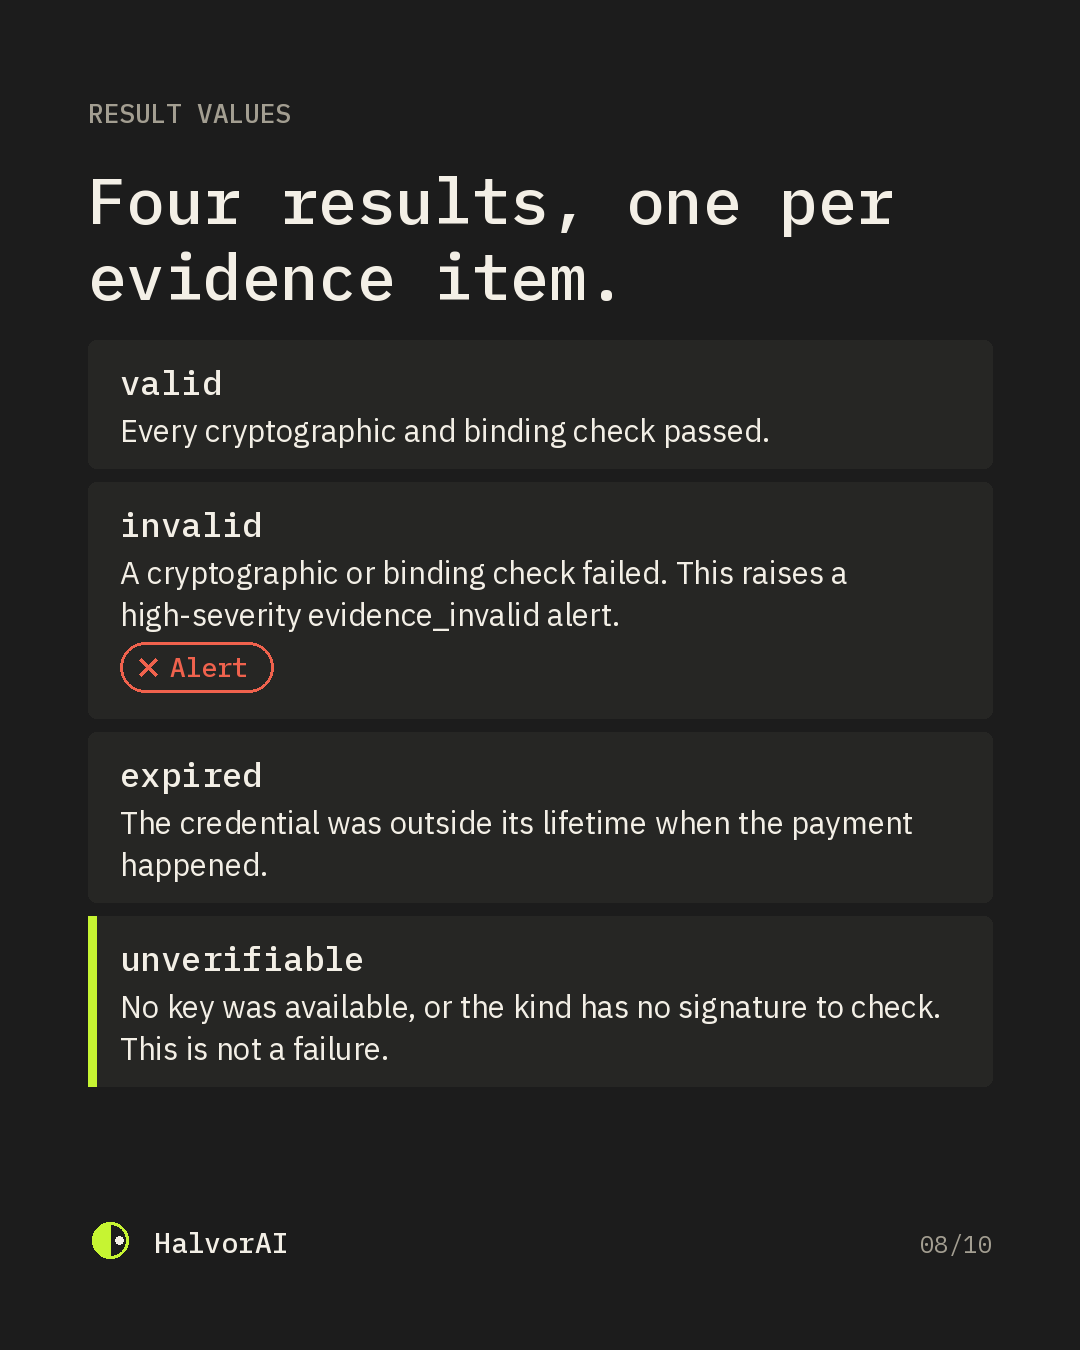 RESULT VALUES
Four results, one per
evidence item.
valid
Every cryptographic and binding check passed.
invalid
A cryptographic or binding check failed. This raises a
high-severity evidence_invalid alert.
Alert
expired
The credential was outside its lifetime when the payment
happened.
unverifiable
No key was available, or the kind has no signature to check.
This is not a failure.
HalvorAI
08/10